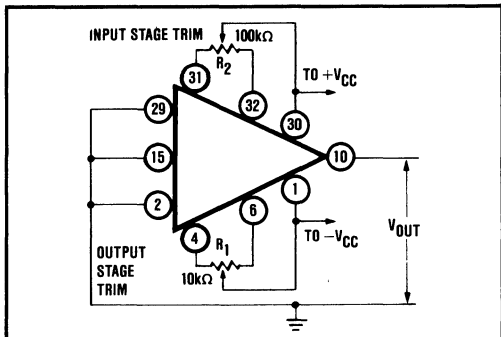 INPUT STAGE TRIM
100kΩ
R2
31
32
TO +VCC
29
30
15
10
2
1
6
4
TO −VCC
VOUT
OUTPUT
STAGE
TRIM
R1
10kΩ